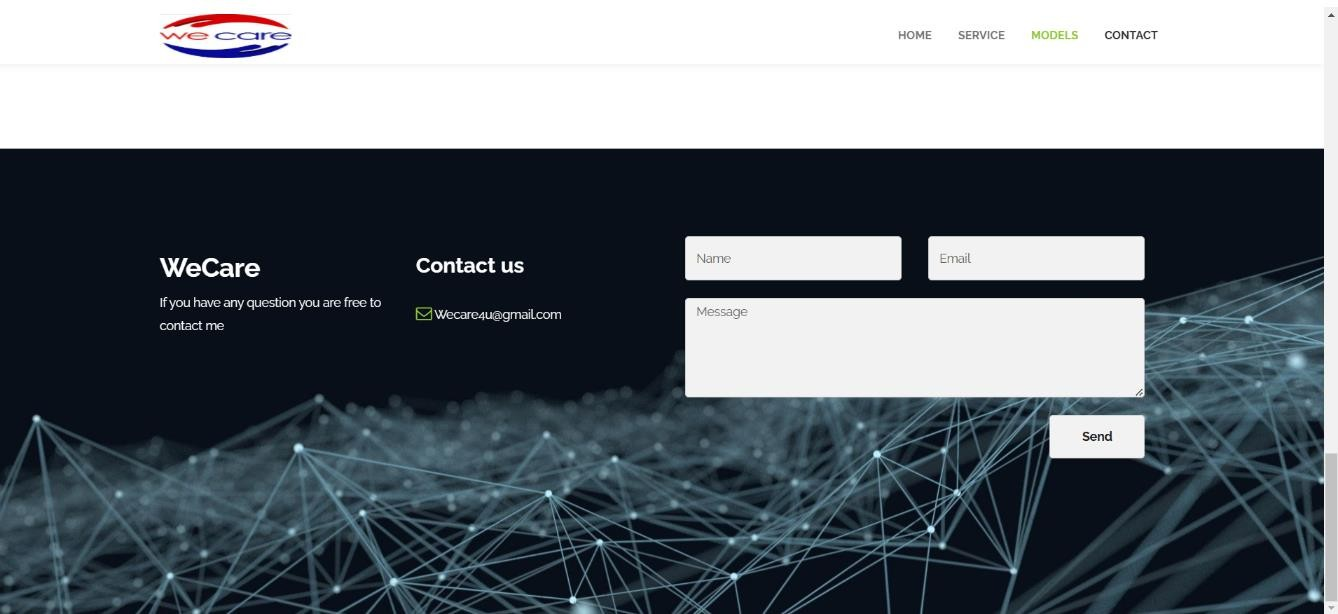 we care
HOME SERVICE MODELS CONTACT
WeCare
If you have any question you are free to
contact me
Contact us
Wecare4u@gmail.com
Name Email
Message
Send